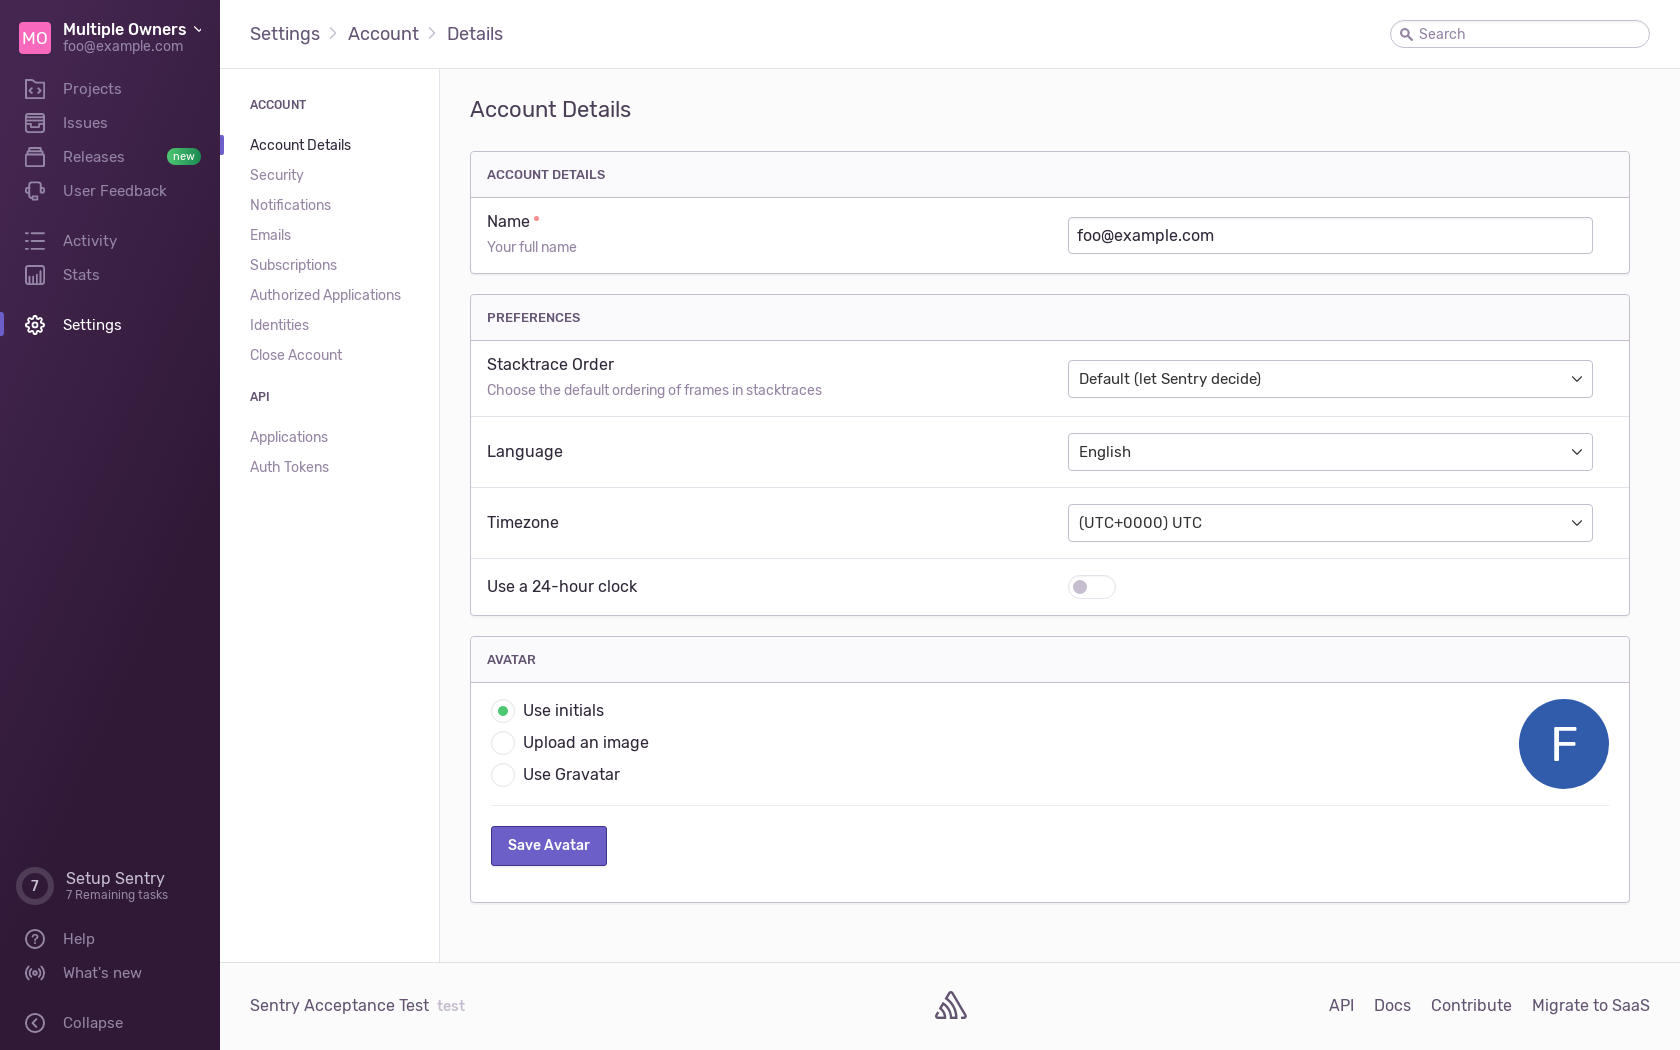 MO
Multiple Owners
foo@example.com
Projects
Issues
Releases
new
User Feedback
Activity
Stats
Settings
7
Setup Sentry
7 Remaining tasks
Help
What's new
Collapse
Settings
Account
Details
Search
ACCOUNT
Account Details
Security
Notifications
Emails
Subscriptions
Authorized Applications
Identities
Close Account
API
Applications
Auth Tokens
Account Details
ACCOUNT DETAILS
Name
Your full name
foo@example.com
PREFERENCES
Stacktrace Order
Choose the default ordering of frames in stacktraces
Default (let Sentry decide)
Language
English
Timezone
(UTC+0000) UTC
Use a 24-hour clock
AVATAR
Use initials
Upload an image
Use Gravatar
F
Save Avatar
Sentry Acceptance Test test
API
Docs
Contribute
Migrate to SaaS